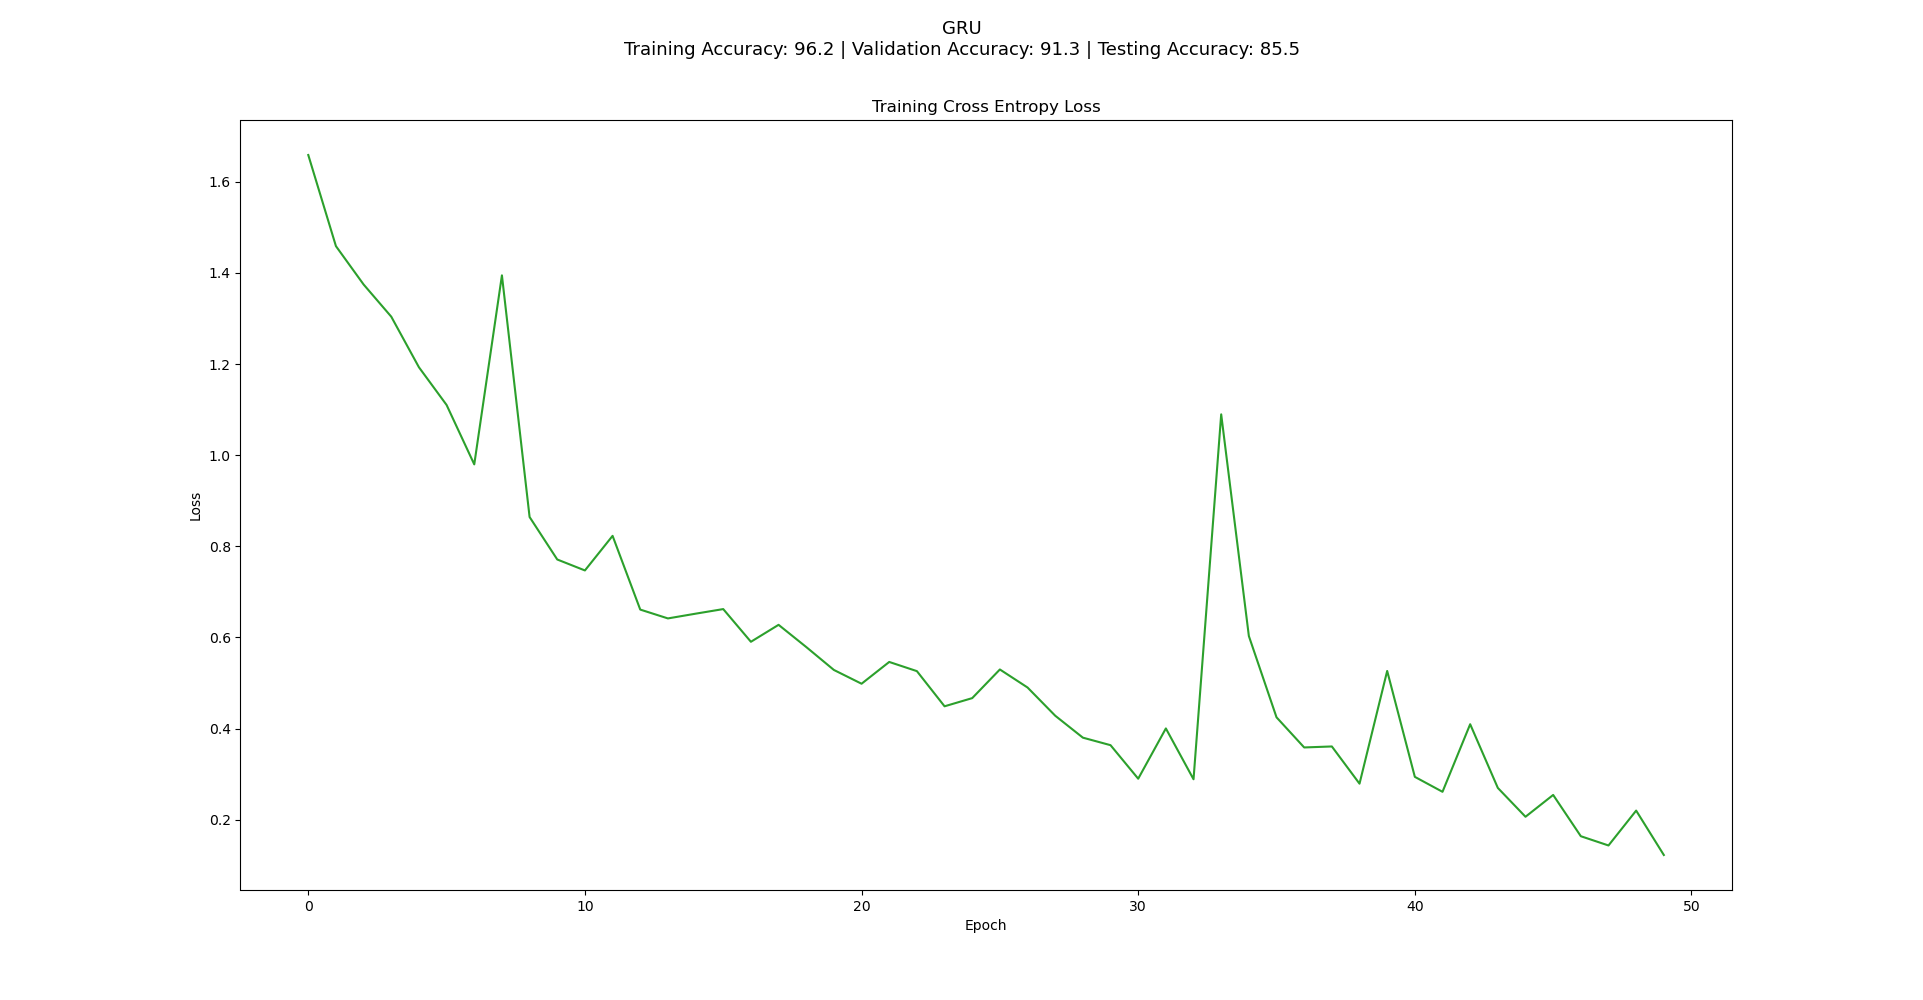 GRU
Training Accuracy: 96.2 | Validation Accuracy: 91.3 | Testing Accuracy: 85.5
Training Cross Entropy Loss
1.6
1.4
1.2
1.0
0.8
0.6
0.4
0.2
Loss
0 10 20 30 40 50
Epoch